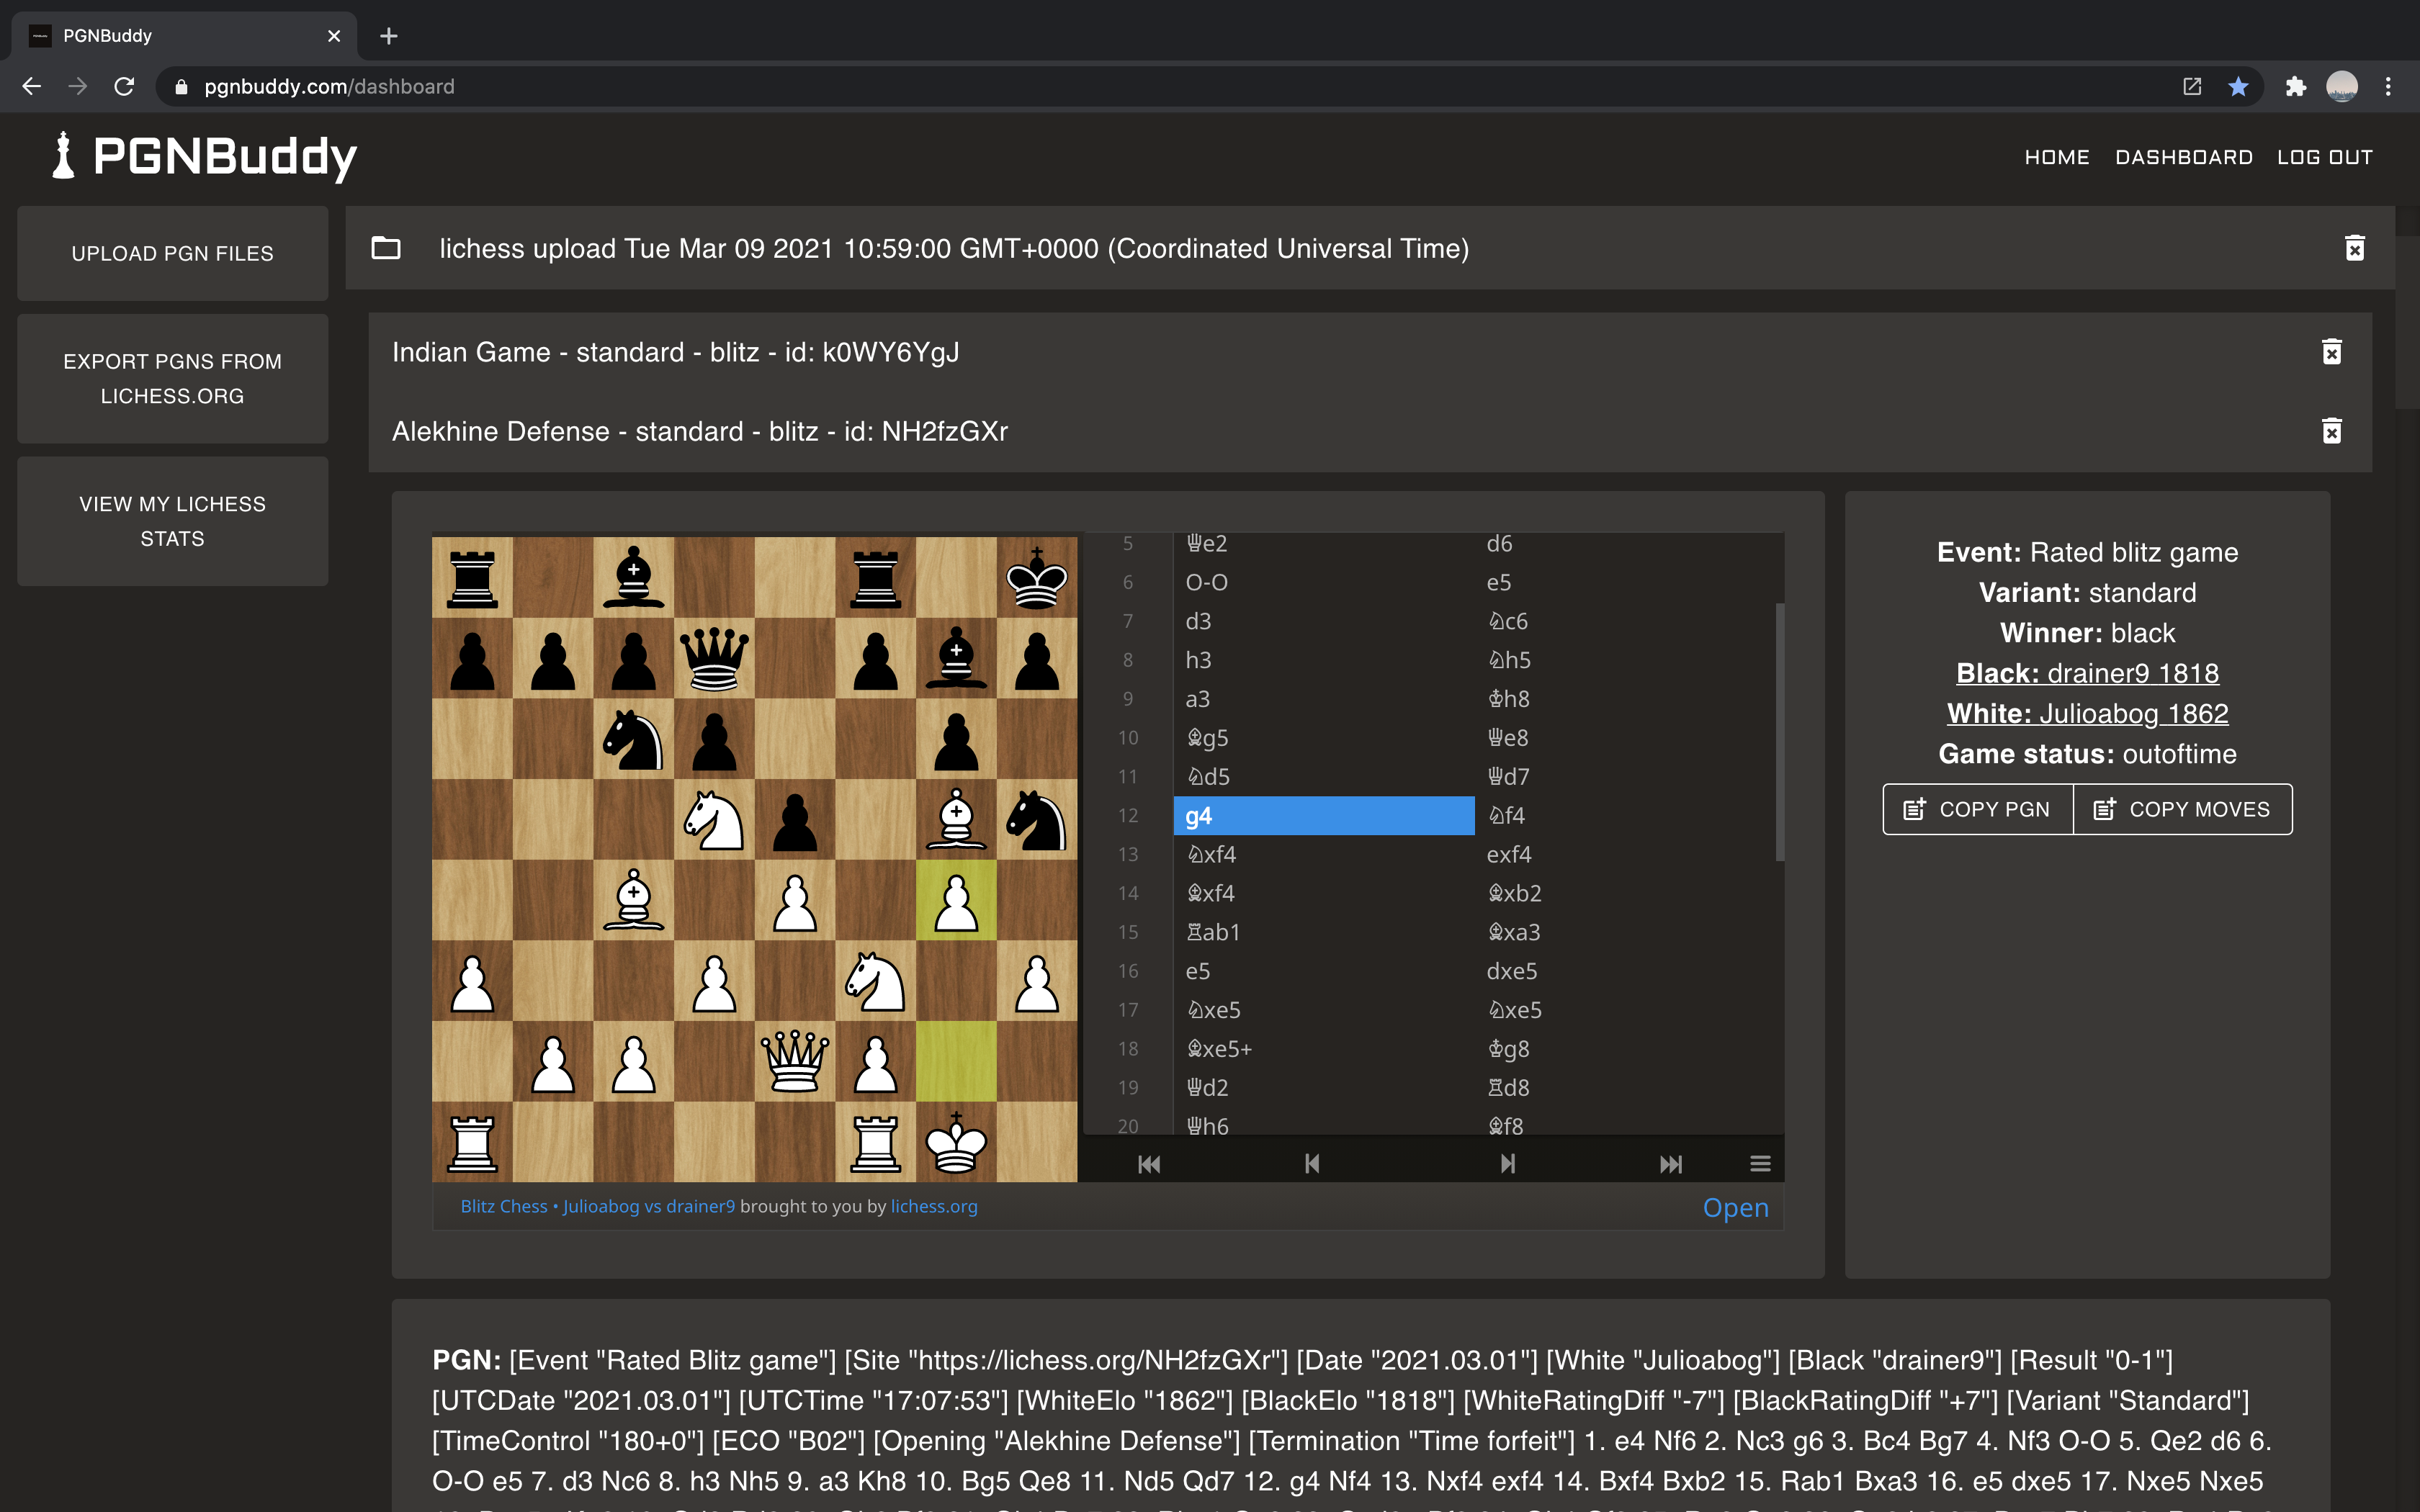 PGNBuddy
pgnbuddy.com/dashboard
PGNBuddy
HOME DASHBOARD LOG OUT
UPLOAD PGN FILES
EXPORT PGNS FROM
LICHESS.ORG
VIEW MY LICHESS
STATS
lichess upload Tue Mar 09 2021 10:59:00 GMT+0000 (Coordinated Universal Time)
Indian Game - standard - blitz - id: k0WY6YgJ
Alekhine Defense - standard - blitz - id: NH2fzGXr
5 ♕e2 d6
6 O-O e5
7 d3 ♘c6
8 h3 ♘h5
9 a3 ♔h8
10 ♗g5 ♕e8
11 ♘d5 ♕d7
12 g4 ♘f4
13 ♘xf4 exf4
14 ♗xf4 ♗xb2
15 ♖ab1 ♗xa3
16 e5 dxe5
17 ♘xe5 ♘xe5
18 ♗xe5+ ♔g8
19 ♕d2 ♖d8
20 ♕h6 ♗f8
Blitz Chess • Julioabog vs drainer9 brought to you by lichess.org
Open
Event: Rated blitz game
Variant: standard
Winner: black
Black: drainer9 1818
White: Julioabog 1862
Game status: outoftime
COPY PGN COPY MOVES
PGN: [Event "Rated Blitz game"] [Site "https://lichess.org/NH2fzGXr"] [Date "2021.03.01"] [White "Julioabog"] [Black "drainer9"] [Result "0-1"]
[UTCDate "2021.03.01"] [UTCTime "17:07:53"] [WhiteElo "1862"] [BlackElo "1818"] [WhiteRatingDiff "-7"] [BlackRatingDiff "+7"] [Variant "Standard"]
[TimeControl "180+0"] [ECO "B02"] [Opening "Alekhine Defense"] [Termination "Time forfeit"] 1. e4 Nf6 2. Nc3 g6 3. Bc4 Bg7 4. Nf3 O-O 5. Qe2 d6 6.
O-O e5 7. d3 Nc6 8. h3 Nh5 9. a3 Kh8 10. Bg5 Qe8 11. Nd5 Qd7 12. g4 Nf4 13. Nxf4 exf4 14. Bxf4 Bxb2 15. Rab1 Bxa3 16. e5 dxe5 17. Nxe5 Nxe5